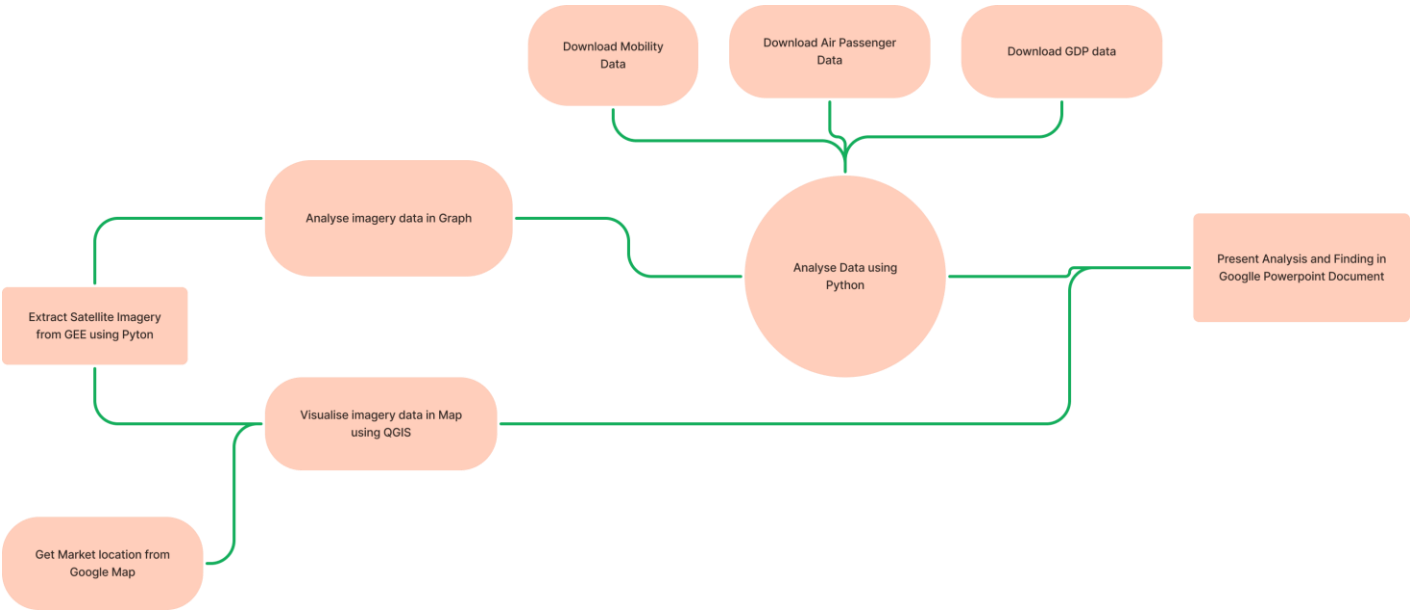 Download Mobility
Data
Download Air Passenger
Data
Download GDP data
Analyse imagery data in Graph
Analyse Data using
Python
Present Analysis and Finding in
Googlle Powerpoint Document
Extract Satellite Imagery
from GEE using Pyton
Visualise imagery data in Map
using QGIS
Get Market location from
Google Map